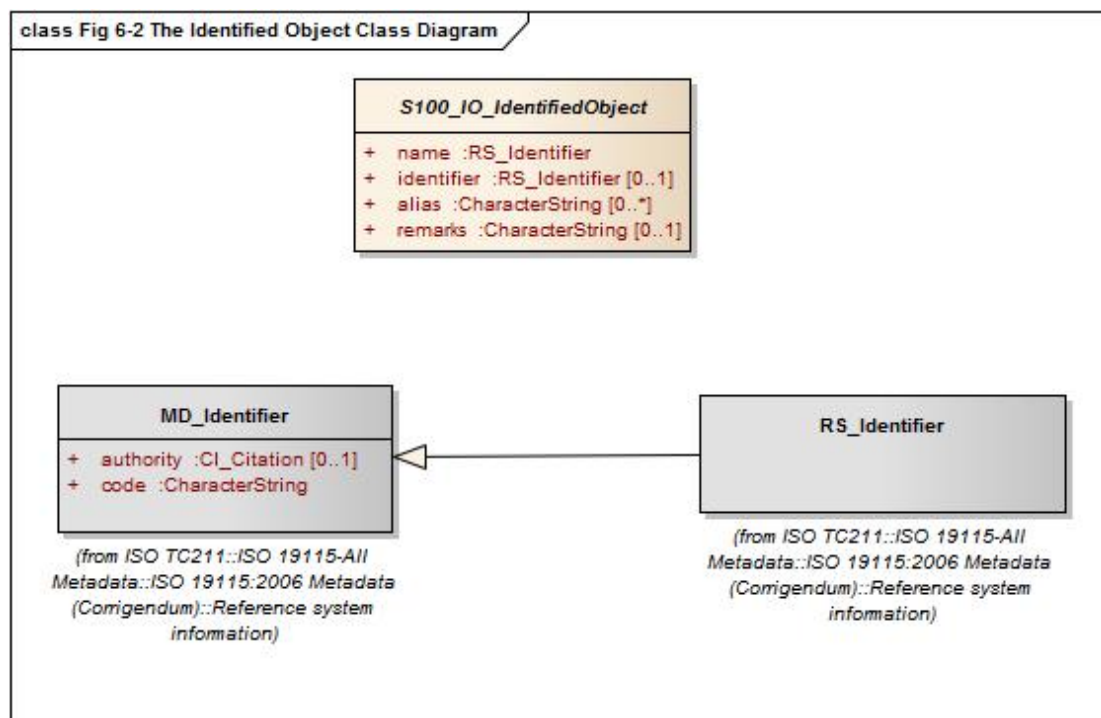 class Fig 6-2 The Identified Object Class Diagram
S100_IO_IdentifiedObject
+ name :RS_Identifier
+ identifier :RS_Identifier [0..1]
+ alias :CharacterString [0..*]
+ remarks :CharacterString [0..1]
MD_Identifier
+ authority :CI_Citation [0..1]
+ code :CharacterString
(from ISO TC211::ISO 19115-All
Metadata::ISO 19115:2006 Metadata
(Corrigendum)::Reference system
information)
RS_Identifier
(from ISO TC211::ISO 19115-All
Metadata::ISO 19115:2006 Metadata
(Corrigendum)::Reference system
information)